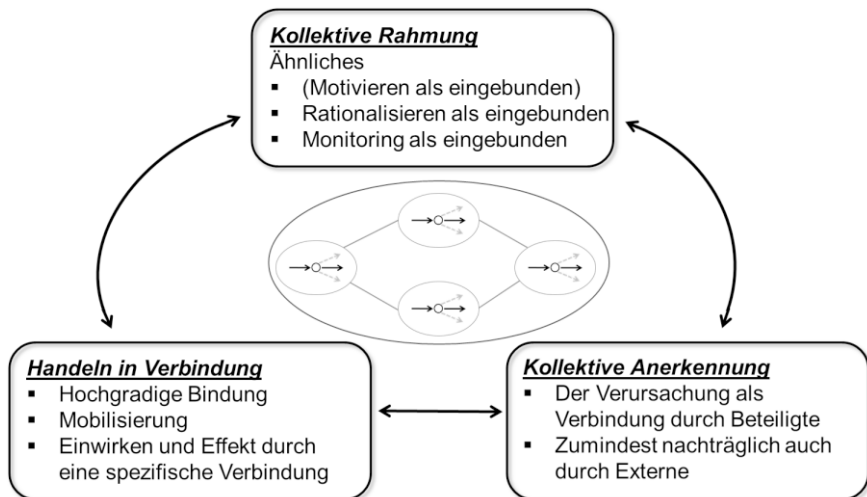 Kollektive Rahmung
Ähnliches
▪ (Motivieren als eingebunden)
▪ Rationalisieren als eingebunden
▪ Monitoring als eingebunden
Handeln in Verbindung
▪ Hochgradige Bindung
▪ Mobilisierung
▪ Einwirken und Effekt durch
eine spezifische Verbindung
Kollektive Anerkennung
▪ Der Verursachung als
Verbindung durch Beteiligte
▪ Zumindest nachträglich auch
durch Externe